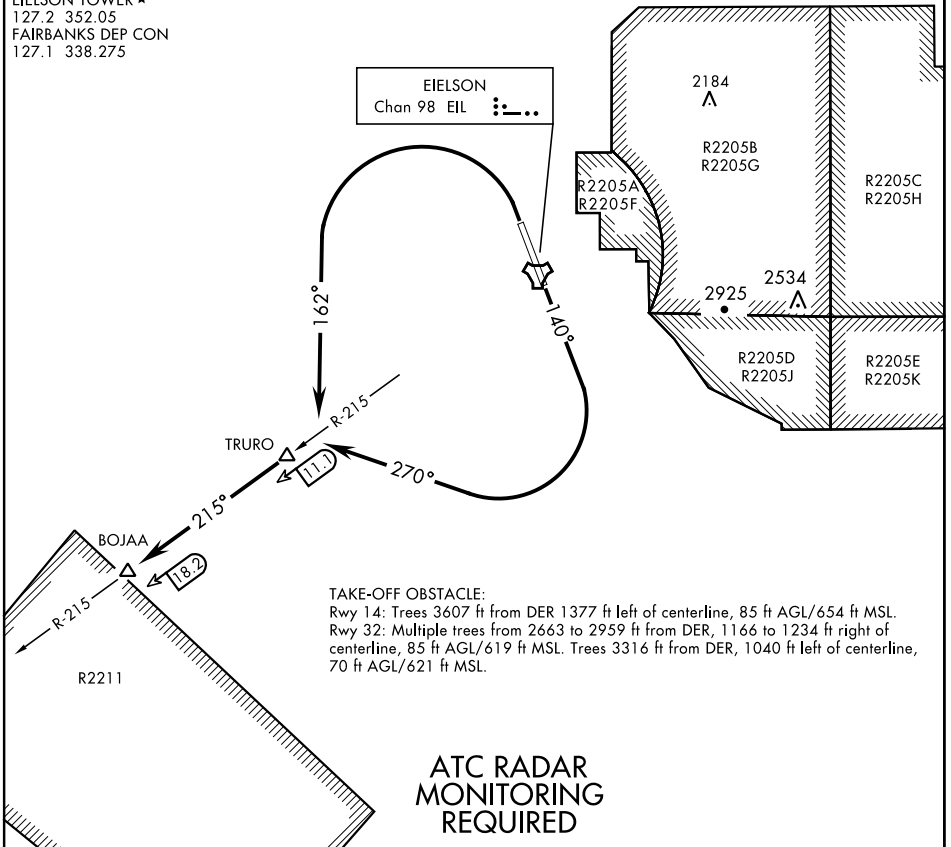 EIELSON TOWER ★
127.2 352.05
FAIRBANKS DEP CON
127.1 338.275
EIELSON
Chan 98 EIL
2184
R2205B
R2205G
R2205A
R2205F
R2205C
R2205H
2534
2925
R2205D
R2205J
R2205E
R2205K
162°
140°
R-215
TRURO
11.1
270°
215°
BOJAA
18.2
R-215
R2211
TAKE-OFF OBSTACLE:
Rwy 14: Trees 3607 ft from DER 1377 ft left of centerline, 85 ft AGL/654 ft MSL.
Rwy 32: Multiple trees from 2663 to 2959 ft from DER, 1166 to 1234 ft right of
centerline, 85 ft AGL/619 ft MSL. Trees 3316 ft from DER, 1040 ft left of centerline,
70 ft AGL/621 ft MSL.
ATC RADAR
MONITORING
REQUIRED